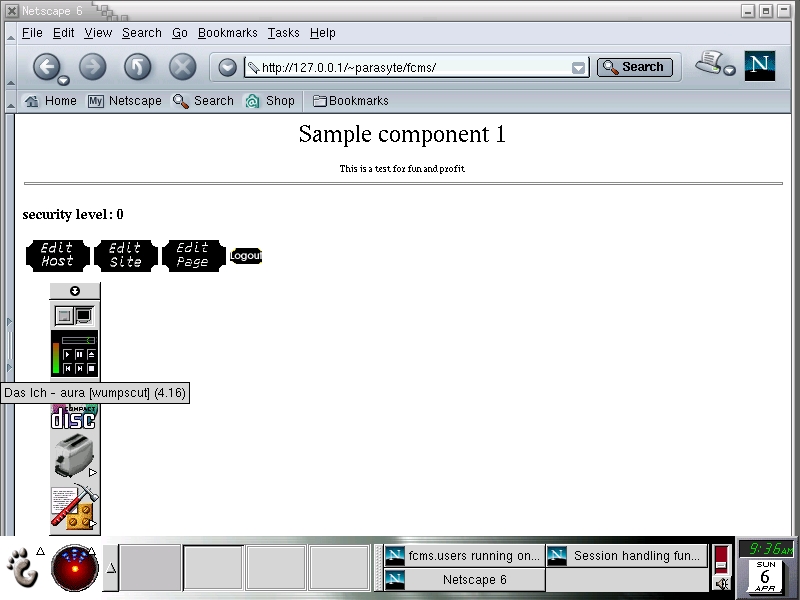 Netscape 6
File Edit View Search Go Bookmarks Tasks Help
http://127.0.0.1/~parasyte/fcms/
Search
N
Home My Netscape Search Shop Bookmarks
Sample component 1
This is a test for fun and profit
security level: 0
Edit Host
Edit Site
Edit Page
Logout
Das Ich - aura [wumpscut] (4.16)
COMPACT
disc
N fcms.users running on...
N Session handling fun...
N Netscape 6
9:36AM
SUN
6
APR